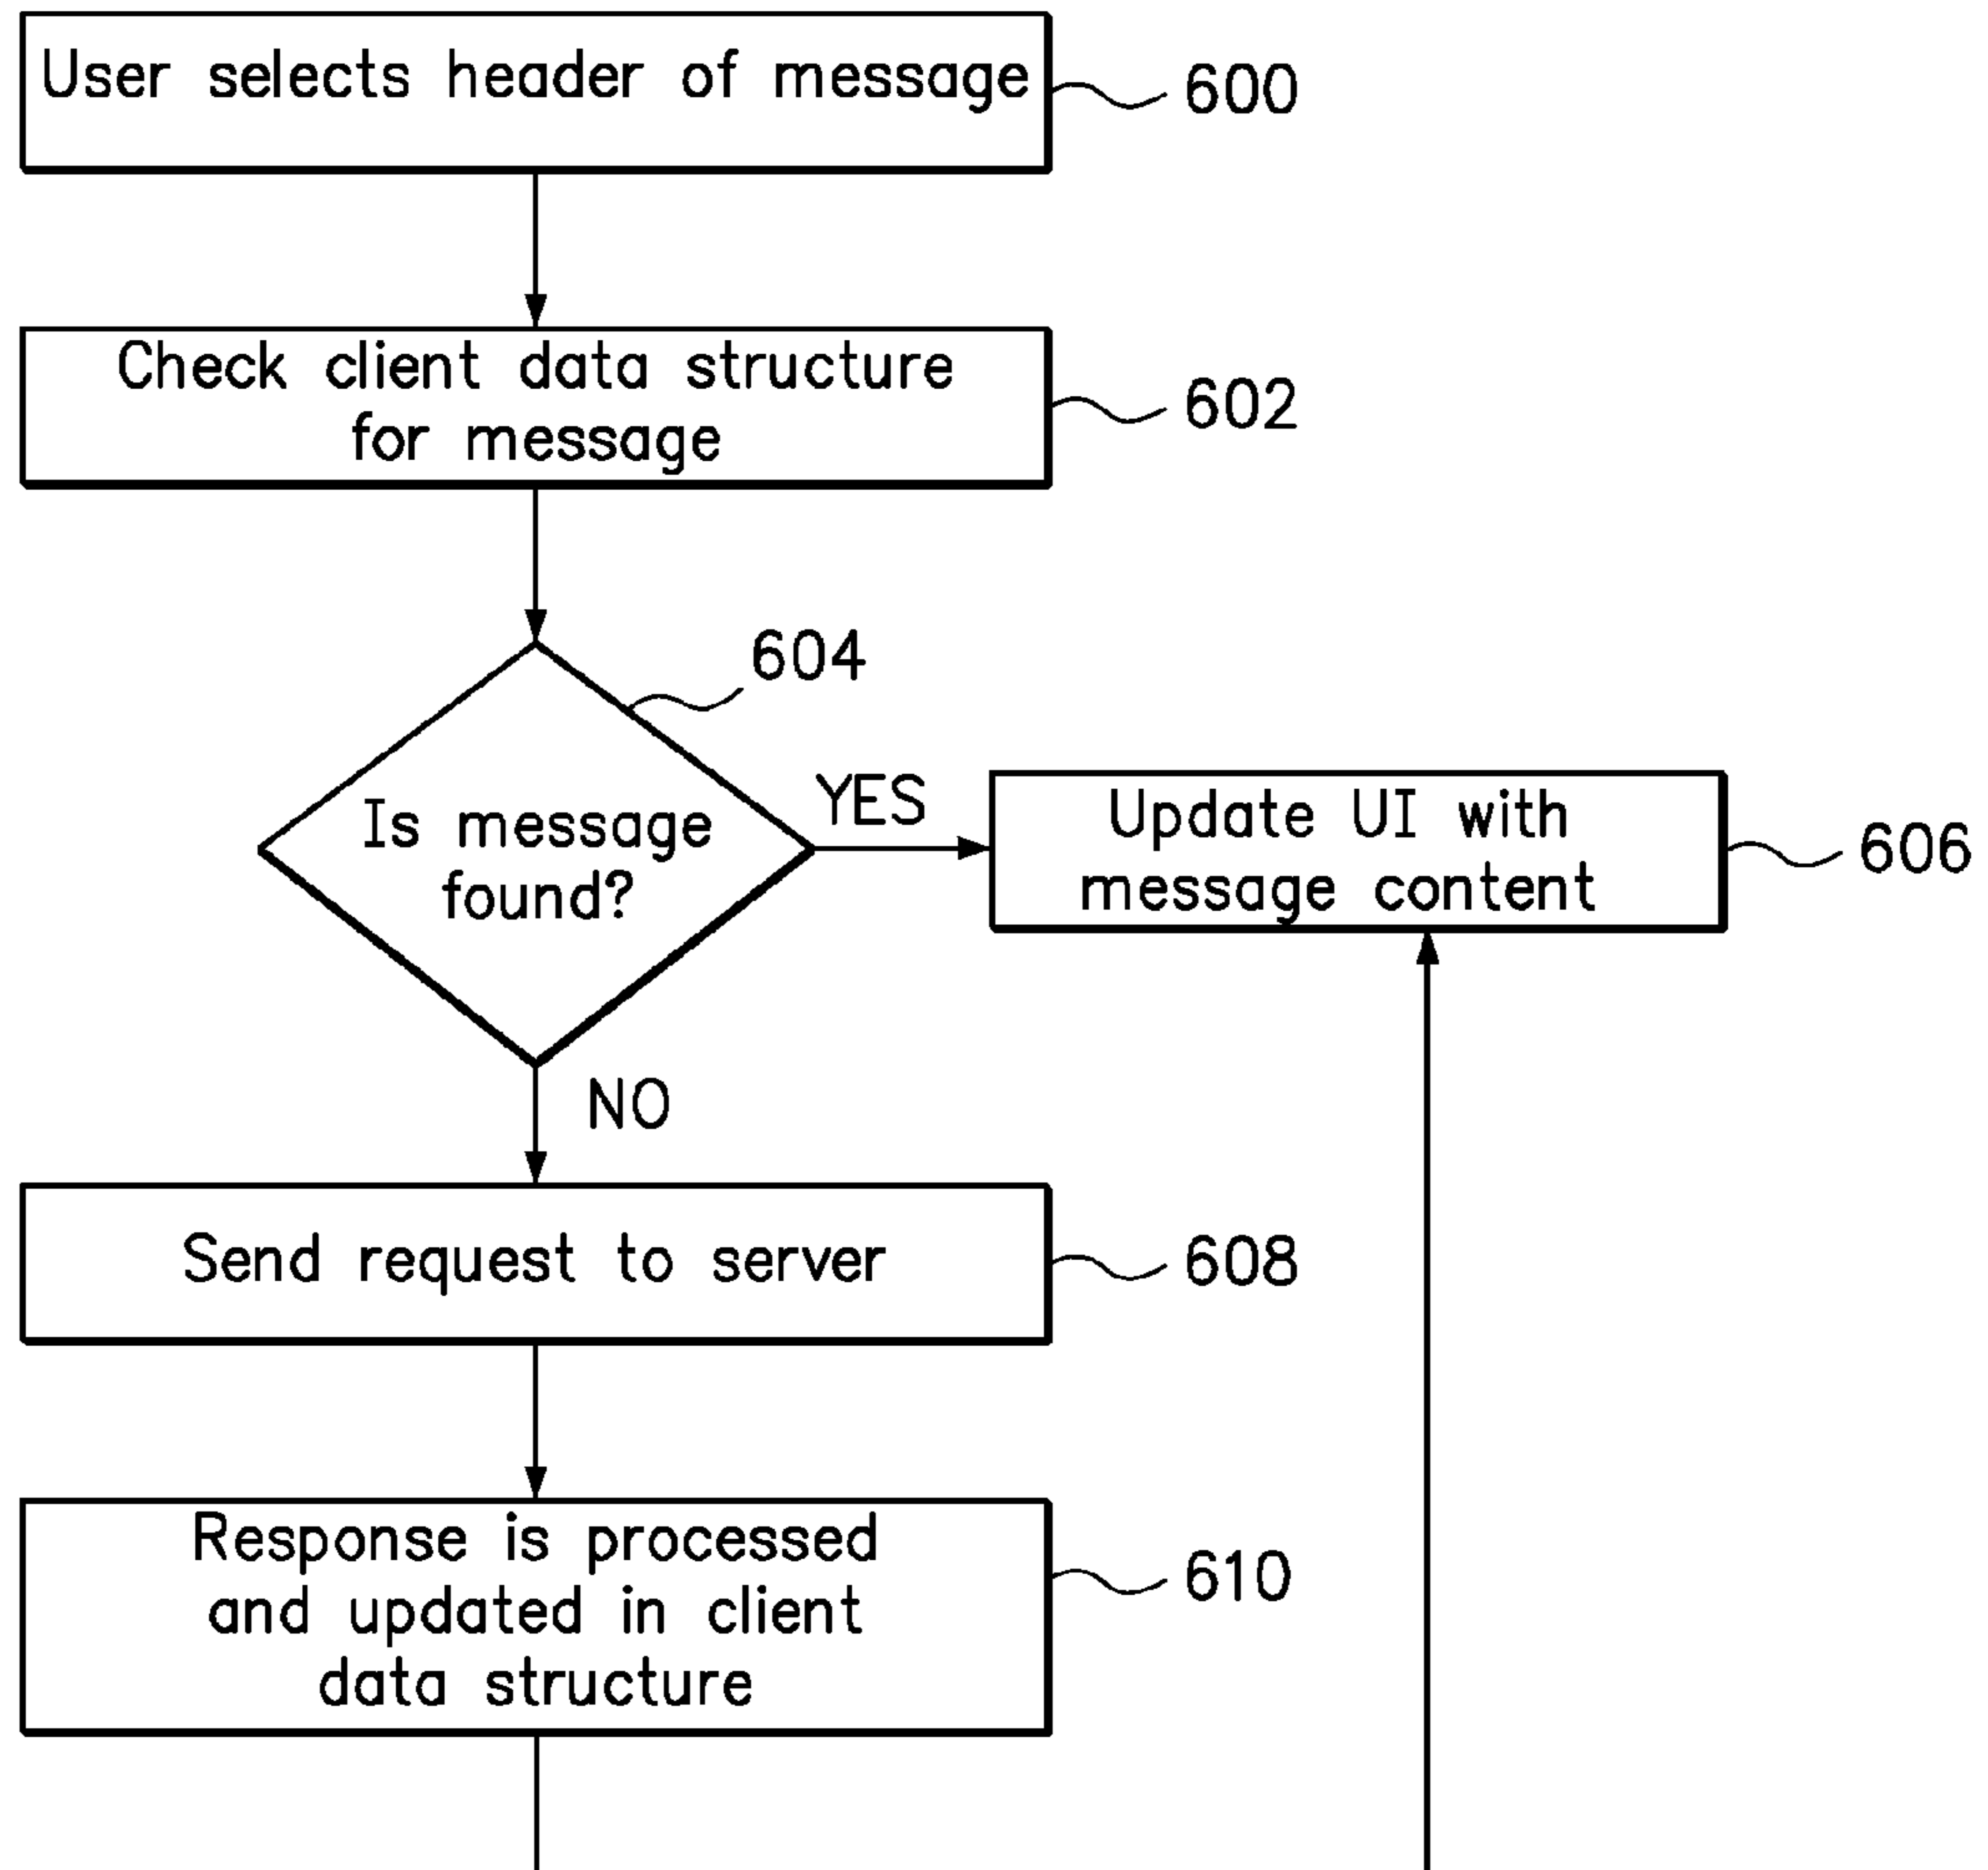 User selects header of message
600
Check client data structure
for message
602
604
Is message
found?
YES
Update UI with
message content
606
NO
Send request to server
608
Response is processed
and updated in client
data structure
610